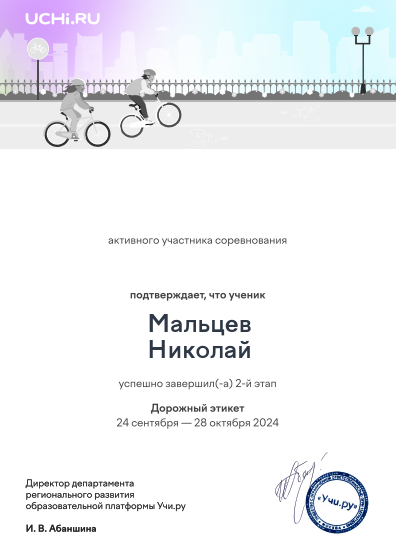 UCHi.RU
активного участника соревнования
подтверждает, что ученик
Мальцев
Николай
успешно завершил(-а) 2-й этап
Дорожный этикет
24 сентября — 28 октября 2024
Директор департамента
регионального развития
образовательной платформы Учи.ру
И. В. Абаншина
«Учи.ру»